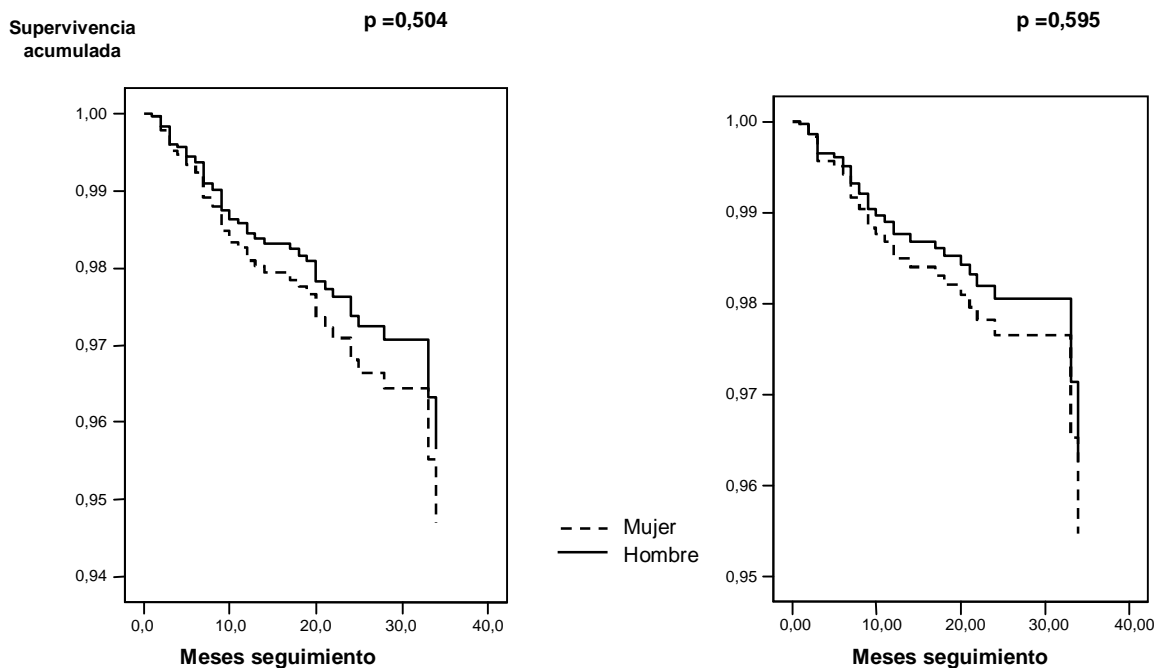 p =0,504
p =0,595
Supervivencia
acumulada
1,00
0,99
0,98
0,97
0,96
0,95
0,94
0,0 10,0 20,0 30,0 40,0
Meses seguimiento
Mujer
Hombre
1,00
0,99
0,98
0,97
0,96
0,95
0,00 10,00 20,00 30,00 40,00
Meses seguimiento